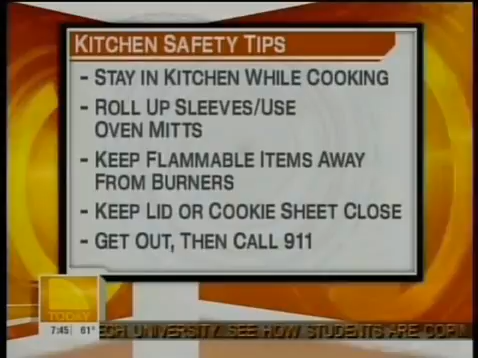 KITCHEN SAFETY TIPS
- STAY IN KITCHEN WHILE COOKING
- ROLL UP SLEEVES/USE
OVEN MITTS
- KEEP FLAMMABLE ITEMS AWAY
FROM BURNERS
- KEEP LID OR COOKIE SHEET CLOSE
- GET OUT, THEN CALL 911
TODAY
7:45 61° ECH UNIVERSITY. SEE HOW STUDENTS ARE COPI